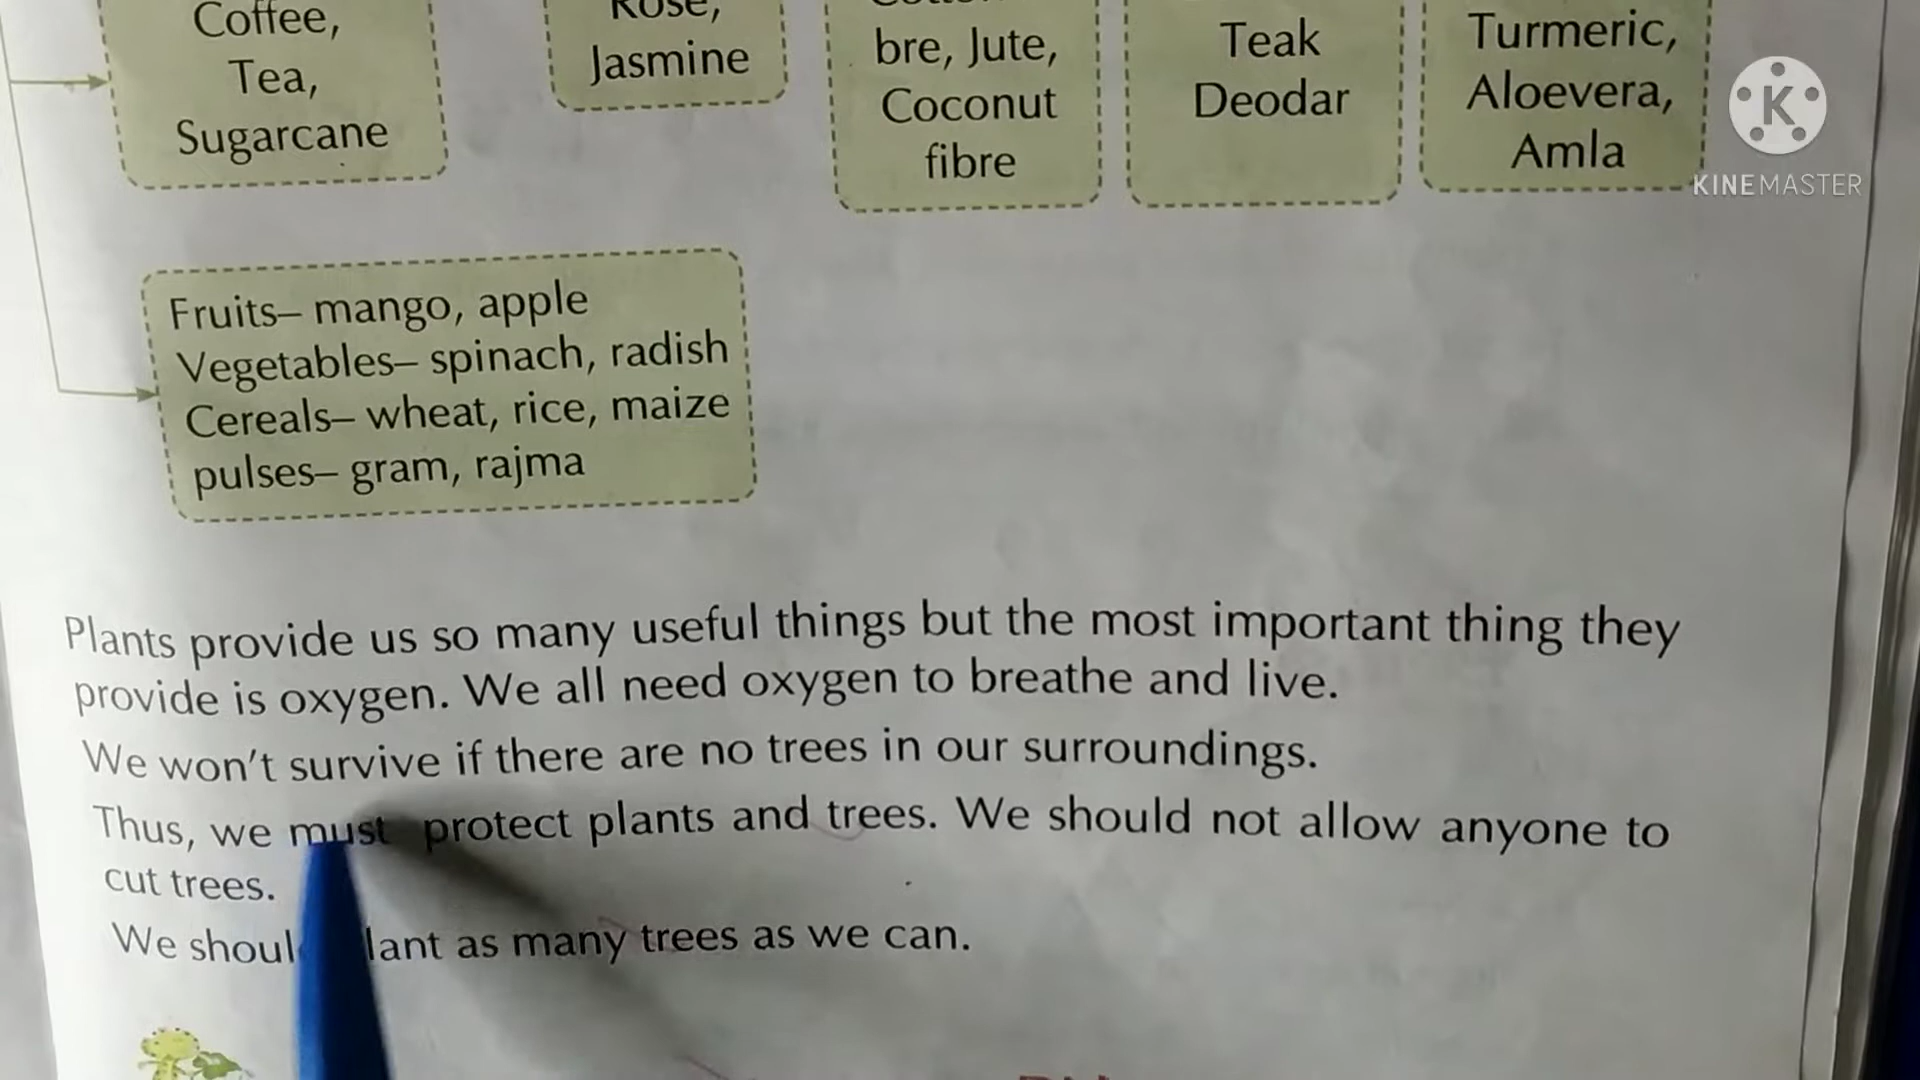 Coffee,
Tea,
Sugarcane
Rose,
Jasmine
bre, Jute,
Coconut
fibre
Teak
Deodar
Turmeric,
Aloevera,
Amla
K
KINEMASTER
Fruits– mango, apple
Vegetables– spinach, radish
Cereals– wheat, rice, maize
pulses– gram, rajma
Plants provide us so many useful things but the most important thing they
provide is oxygen. We all need oxygen to breathe and live.
We won't survive if there are no trees in our surroundings.
Thus, we must protect plants and trees. We should not allow anyone to
cut trees.
We shoul lant as many trees as we can.